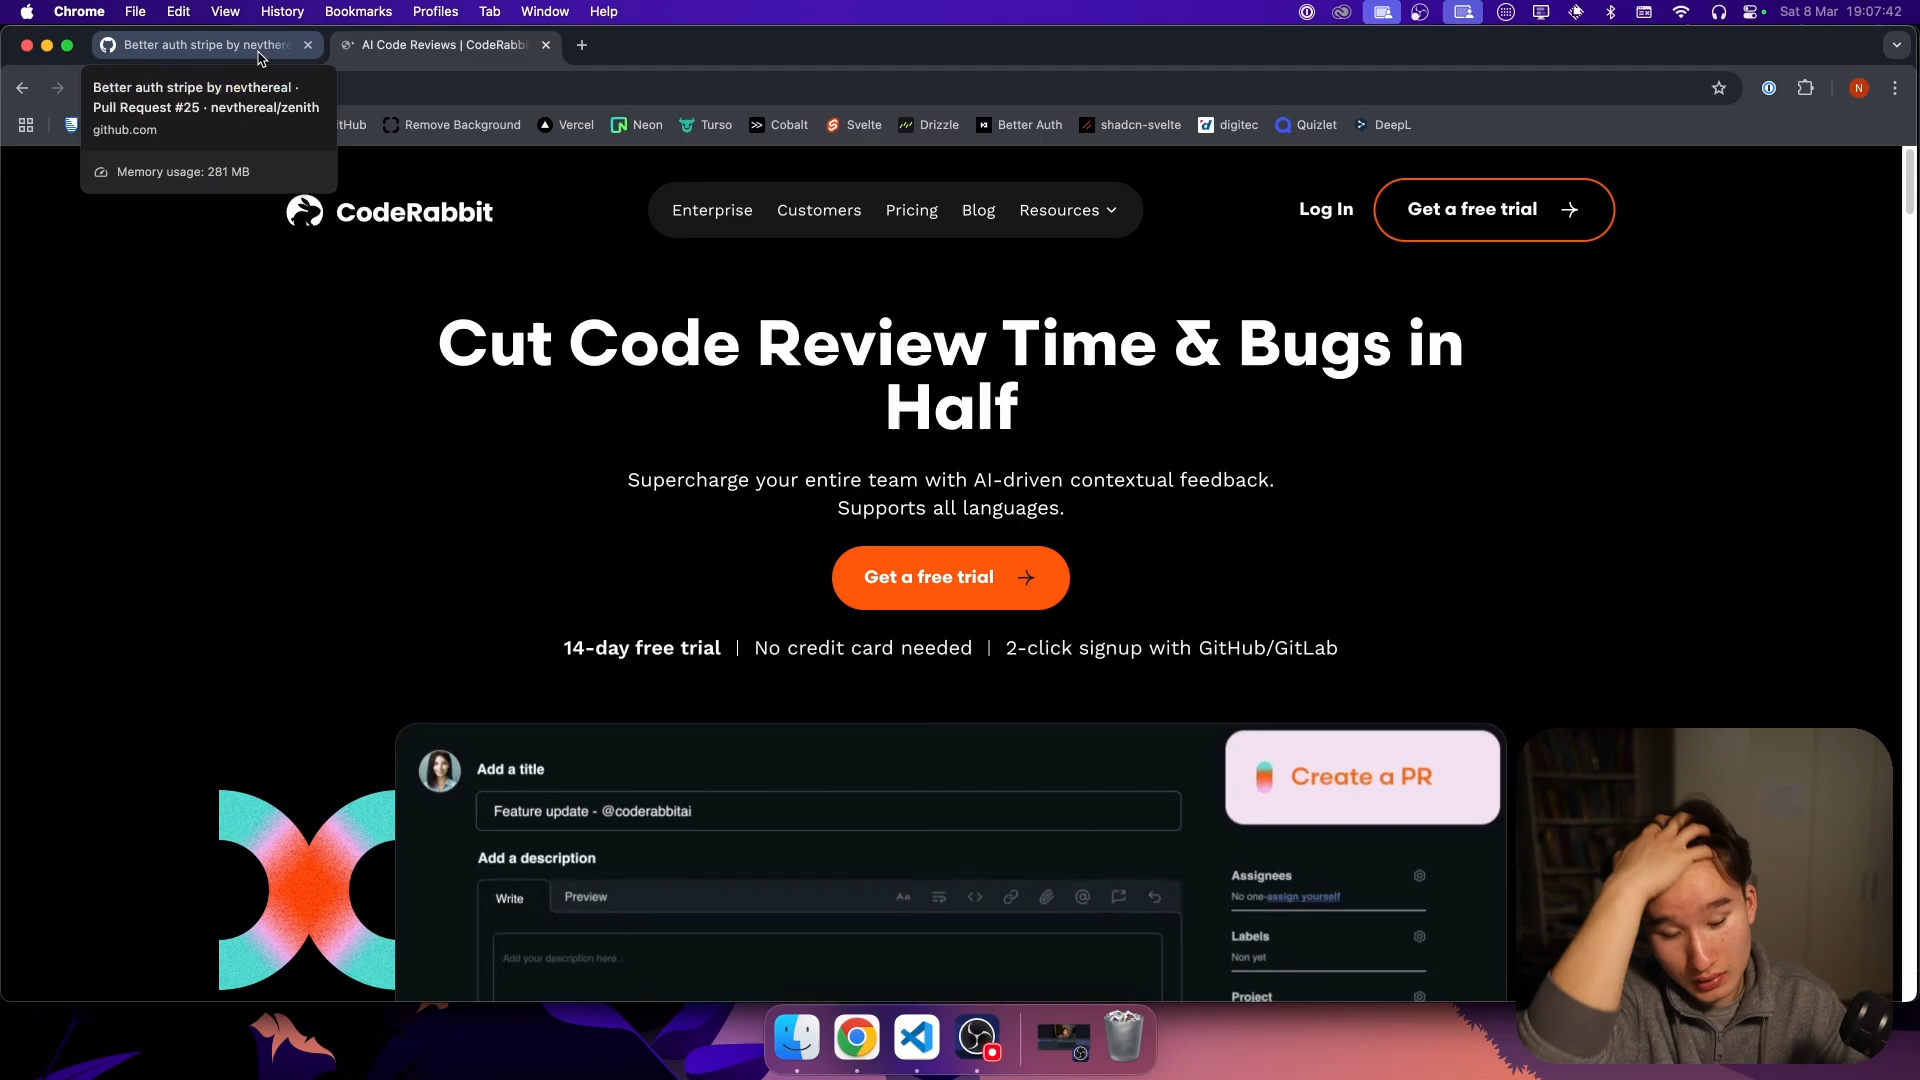 Chrome File Edit View History Bookmarks Profiles Tab Window Help Sat 8 Mar 19:07:42
Better auth stripe by nevthere
AI Code Reviews | CodeRabb
Better auth stripe by nevthereal ·
Pull Request #25 · nevthereal/zenith
github.com
Memory usage: 281 MB
N
itHub Remove Background Vercel Neon Turso Cobalt Svelte Drizzle Better Auth shadcn-svelte digitec Quizlet DeepL
CodeRabbit
Enterprise Customers Pricing Blog Resources
Log In
Get a free trial
Cut Code Review Time & Bugs in
Half
Supercharge your entire team with AI-driven contextual feedback.
Supports all languages.
Get a free trial
14-day free trial | No credit card needed | 2-click signup with GitHub/GitLab
Add a title
Feature update - @coderabbitai
Create a PR
Add a description
Write Preview
Add your description here...
Assignees
No one-assign yourself
Labels
Non yet
Project